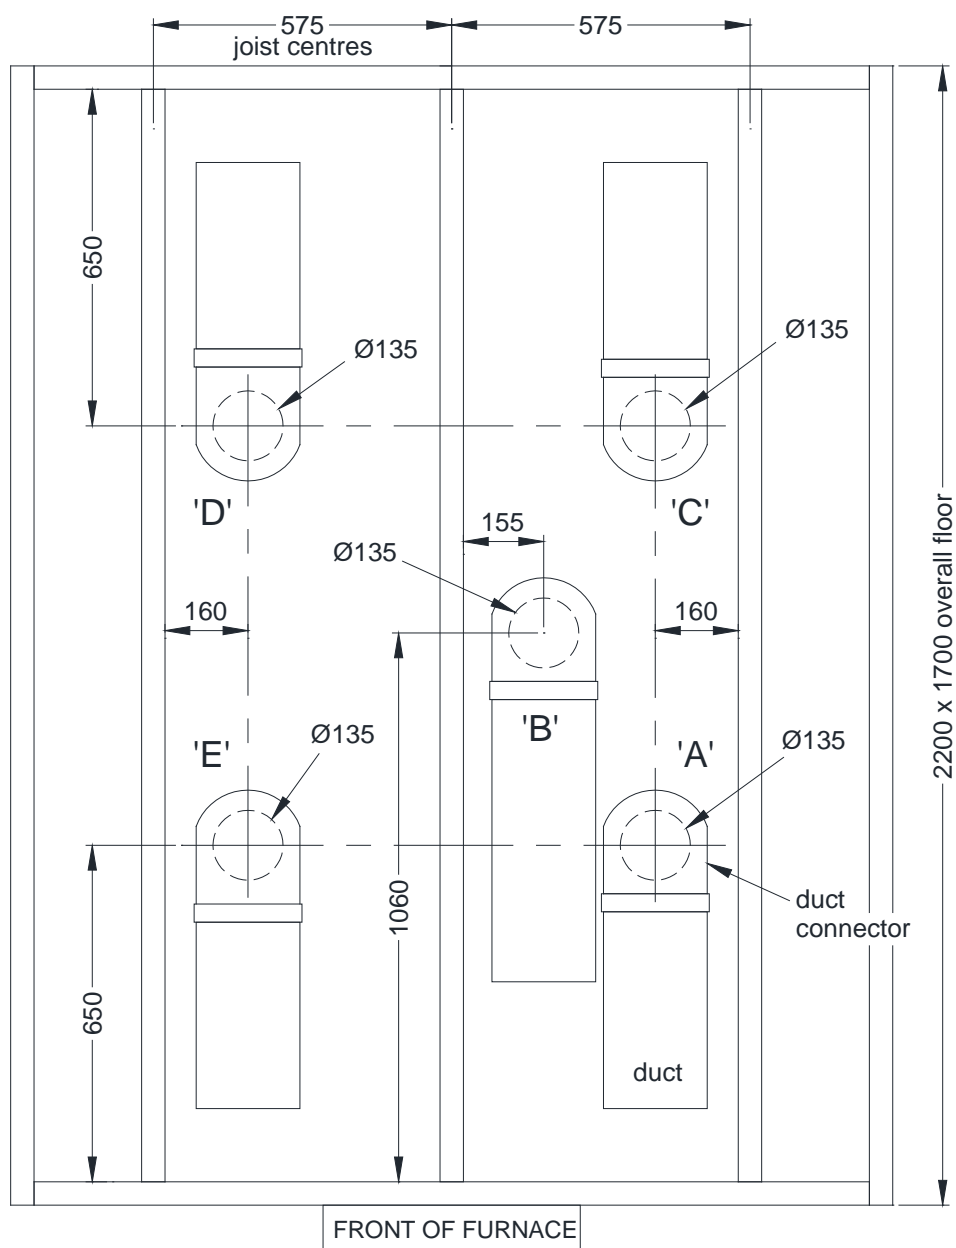 575
joist centres
575
650
Ø135
Ø135
'D'
'C'
155
Ø135
160
160
2200 x 1700 overall floor
'B'
'E'
Ø135
'A'
Ø135
1060
duct
connector
650
duct
FRONT OF FURNACE